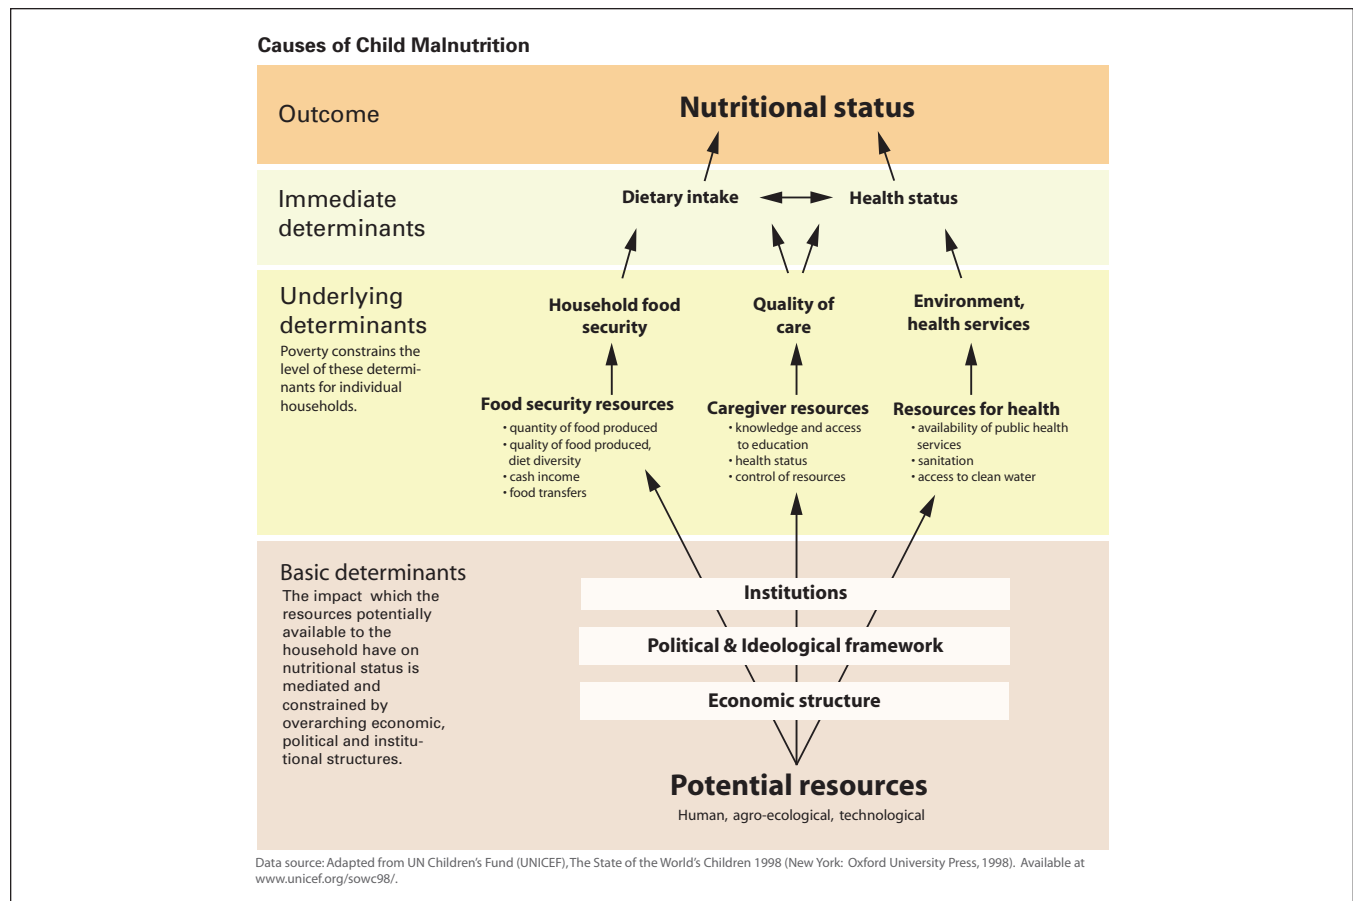 Causes of Child Malnutrition
Outcome
Nutritional status
Immediate
determinants
Dietary intake
Health status
Underlying
determinants
Poverty constrains the
level of these determi-
nants for individual
households.
Household food
security
Quality of
care
Environment,
health services
Food security resources
• quantity of food produced
• quality of food produced,
diet diversity
• cash income
• food transfers
Caregiver resources
• knowledge and access
to education
• health status
• control of resources
Resources for health
• availability of public health
services
• sanitation
• access to clean water
Basic determinants
The impact which the
resources potentially
available to the
household have on
nutritional status is
mediated and
constrained by
overarching economic,
political and institu-
tional structures.
Institutions
Political & Ideological framework
Economic structure
Potential resources
Human, agro-ecological, technological
Data source: Adapted from UN Children's Fund (UNICEF), The State of the World's Children 1998 (New York: Oxford University Press, 1998). Available at
www.unicef.org/sowc98/.